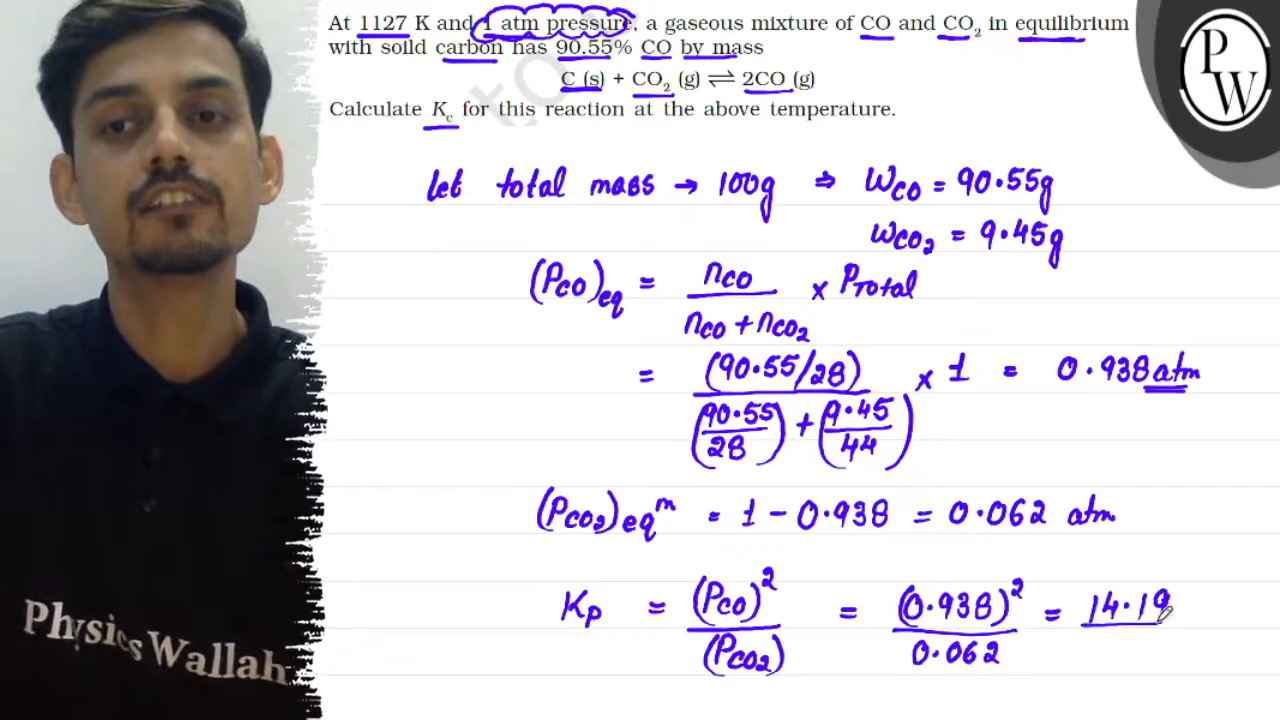 At 1127 K and 1 atm pressure, a gaseous mixture of CO and CO₂ in equilibrium
with soild carbon has 90.55% CO by mass
C (s) + CO₂ (g) ⇌ 2CO (g)
Calculate K꜀ for this reaction at the above temperature.
PW
let total mass → 100g ⇒ WCO = 90.55g
WCO₂ = 9.45g
(PCO)eq = nCO / (nCO + nCO₂) × PTotal
= (90.55/28) / ((90.55/28) + (9.45/44)) × 1 = 0.938 atm
(PCO₂)eqᵐ = 1 - 0.938 = 0.062 atm
Kp = (PCO)² / (PCO₂) = (0.938)² / 0.062 = 14.19
Physics Wallah